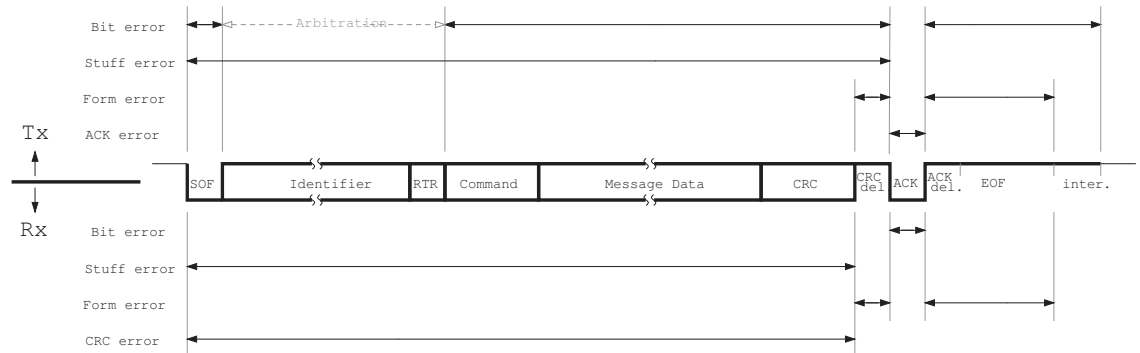 Bit error
Arbitration
Stuff error
Form error
Tx
ACK error
SOF
Identifier
RTR
Command
Message Data
CRC
CRC
del
ACK
ACK
del.
EOF
inter.
Rx
Bit error
Stuff error
Form error
CRC error